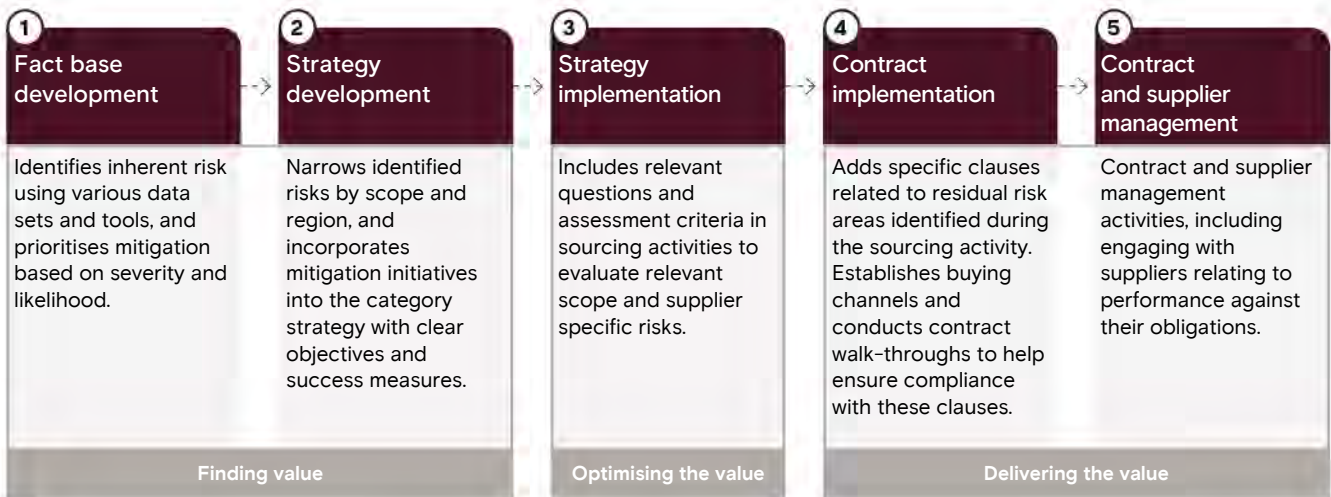 1
Fact base
development
Identifies inherent risk
using various data
sets and tools, and
prioritises mitigation
based on severity and
likelihood.
2
Strategy
development
Narrows identified
risks by scope and
region, and
incorporates
mitigation initiatives
into the category
strategy with clear
objectives and
success measures.
Finding value
3
Strategy
implementation
Includes relevant
questions and
assessment criteria in
sourcing activities to
evaluate relevant
scope and supplier
specific risks.
Optimising the value
4
Contract
implementation
Adds specific clauses
related to residual risk
areas identified during
the sourcing activity.
Establishes buying
channels and
conducts contract
walk-throughs to help
ensure compliance
with these clauses.
5
Contract
and supplier
management
Contract and supplier
management
activities, including
engaging with
suppliers relating to
performance against
their obligations.
Delivering the value